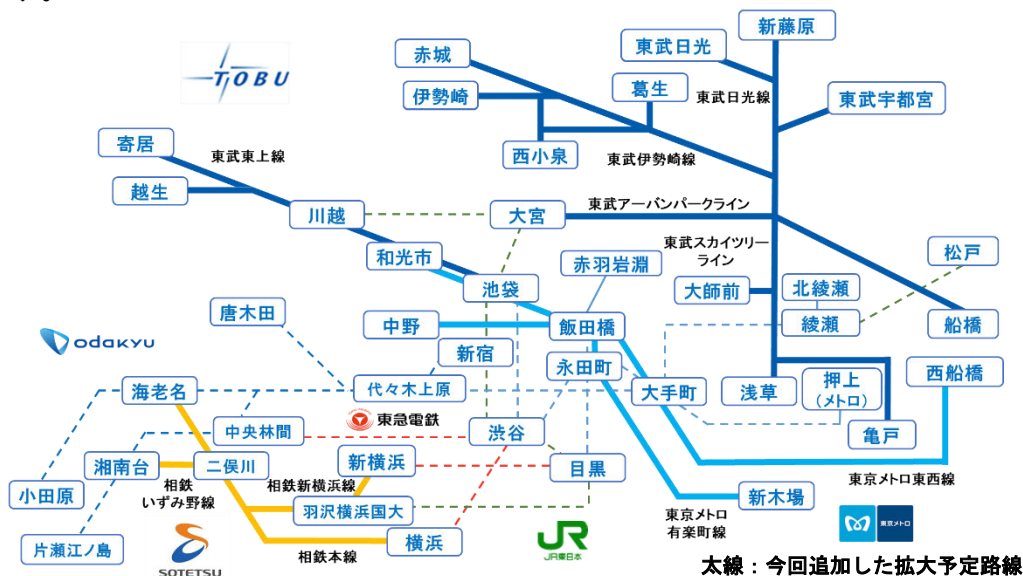 新藤原
赤城
東武日光
TOBU
葛生
伊勢崎
東武日光線
東武宇都宮
寄居
東武東上線
西小泉
東武伊勢崎線
越生
川越
大宮
東武アーバンパークライン
和光市
東武スカイツリー
ライン
松戸
赤羽岩淵
池袋
大師前
北綾瀬
唐木田
中野
飯田橋
綾瀬
船橋
odakyu
新宿
永田町
西船橋
海老名
代々木上原
大手町
浅草
押上
(メトロ)
東急電鉄
中央林間
渋谷
亀戸
湘南台
二俣川
新横浜
目黒
小田原
相鉄
いずみ野線
相鉄新横浜線
東京メトロ東西線
新木場
羽沢横浜国大
東京メトロ
有楽町線
片瀬江ノ島
横浜
東京メトロ
SOTETSU
相鉄本線
JR
JR東日本
太線:今回追加した拡大予定路線